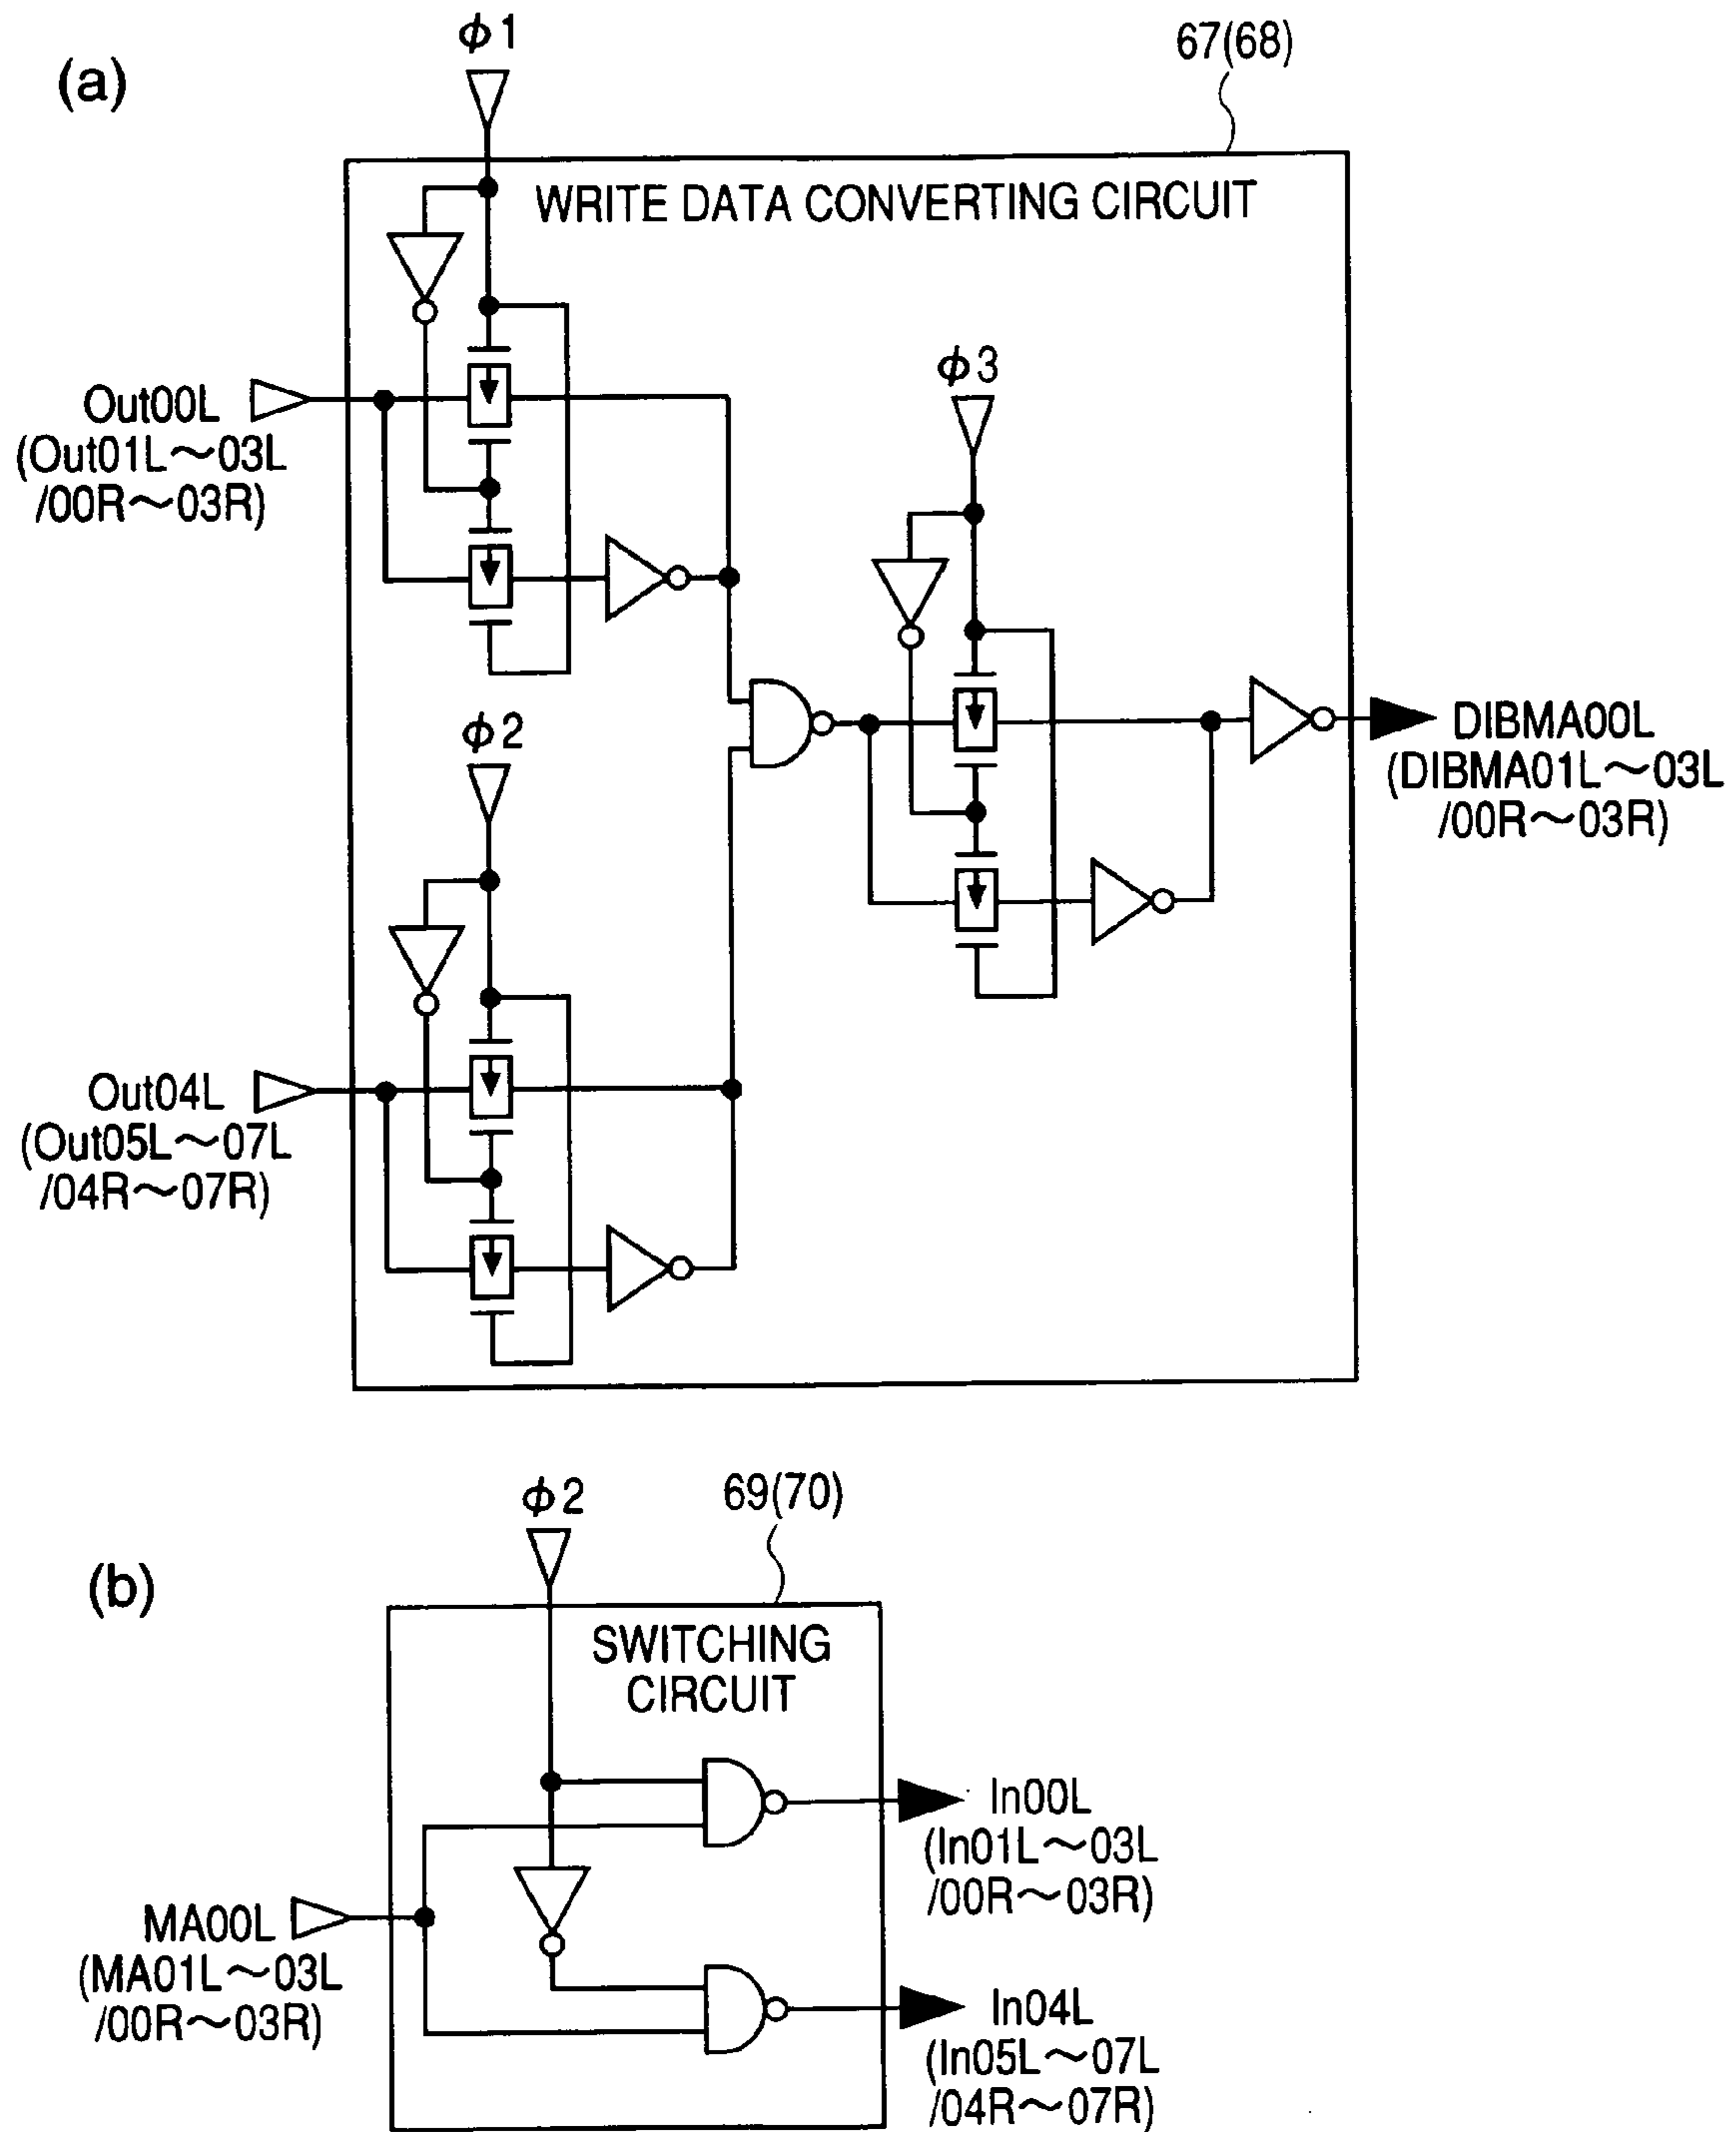 (a)
φ1
67(68)
WRITE DATA CONVERTING CIRCUIT
Out00L
(Out01L～03L
/00R～03R)
φ3
φ2
DIBMA00L
(DIBMA01L～03L
/00R～03R)
Out04L
(Out05L～07L
/04R～07R)
(b)
φ2
69(70)
SWITCHING
CIRCUIT
In00L
(In01L～03L
/00R～03R)
MA00L
(MA01L～03L
/00R～03R)
In04L
(In05L～07L
/04R～07R)